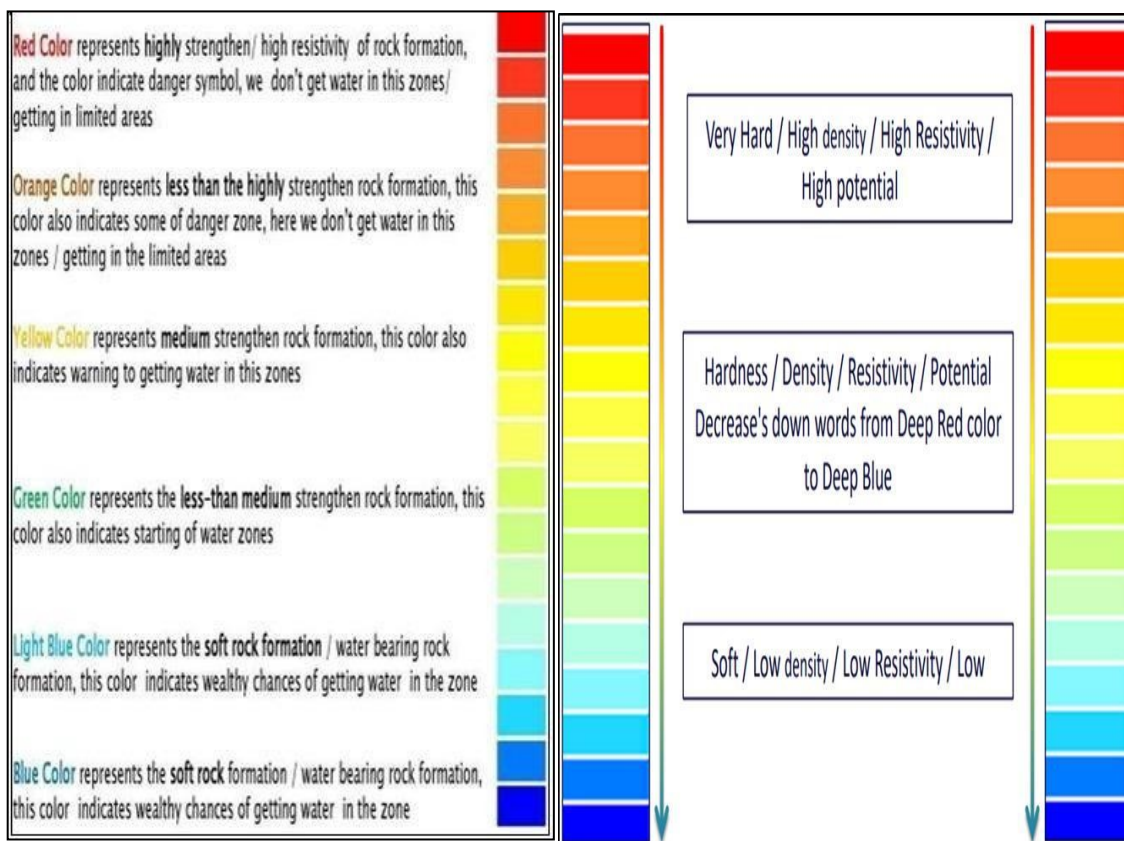 Red Color represents highly strengthen/ high resistivity of rock formation,
and the color indicate danger symbol, we don't get water in this zones/
getting in limited areas
Orange Color represents less than the highly strengthen rock formation, this
color also indicates some of danger zone, here we don't get water in this
zones / getting in the limited areas
Yellow Color represents medium strengthen rock formation, this color also
indicates warning to getting water in this zones
Green Color represents the less-than medium strengthen rock formation, this
color also indicates starting of water zones
Light Blue Color represents the soft rock formation / water bearing rock
formation, this color indicates wealthy chances of getting water in the zone
Blue Color represents the soft rock formation / water bearing rock formation,
this color indicates wealthy chances of getting water in the zone
Very Hard / High density / High Resistivity /
High potential
Hardness / Density / Resistivity / Potential
Decrease's down words from Deep Red color
to Deep Blue
Soft / Low density / Low Resistivity / Low